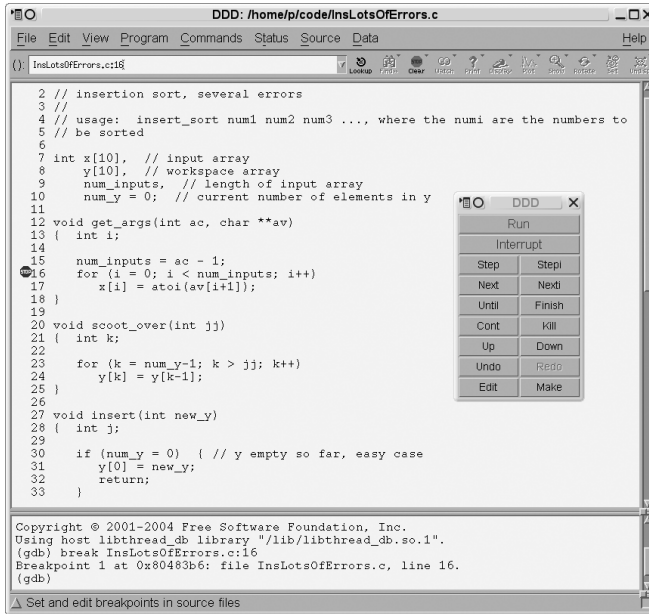 DDD: /home/p/code/InsLotsOfErrors.c
File Edit View Program Commands Status Source Data Help
(): InsLotsOfErrors.c:16
Lookup Clear Watch Print Display Plot Rotate Set
2 // insertion sort, several errors
3 //
4 // usage:  insert_sort num1 num2 num3 ..., where the numi are the numbers to
5 // be sorted
6
7 int x[10],  // input array
8     y[10],  // workspace array
9     num_inputs,  // length of input array
10     num_y = 0;  // current number of elements in y
11
12 void get_args(int ac, char **av)
13 {  int i;
14
15    num_inputs = ac - 1;
STOP 16    for (i = 0; i < num_inputs; i++)
17       x[i] = atoi(av[i+1]);
18 }
19
20 void scoot_over(int jj)
21 {  int k;
22
23    for (k = num_y-1; k > jj; k++)
24       y[k] = y[k-1];
25 }
26
27 void insert(int new_y)
28 {  int j;
29
30    if (num_y = 0)  { // y empty so far, easy case
31       y[0] = new_y;
32       return;
33    }
DDD
Run
Interrupt
Step Stepi
Next Nexti
Until Finish
Cont Kill
Up Down
Undo Redo
Edit Make
Copyright © 2001-2004 Free Software Foundation, Inc.
Using host libthread_db library "/lib/libthread_db.so.1".
(gdb) break InsLotsOfErrors.c:16
Breakpoint 1 at 0x80483b6: file InsLotsOfErrors.c, line 16.
(gdb)
Set and edit breakpoints in source files